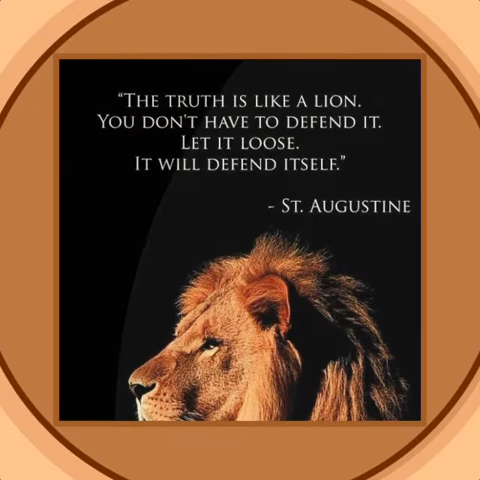 “The truth is like a lion.
You don't have to defend it.
Let it loose.
It will defend itself.”
- St. Augustine